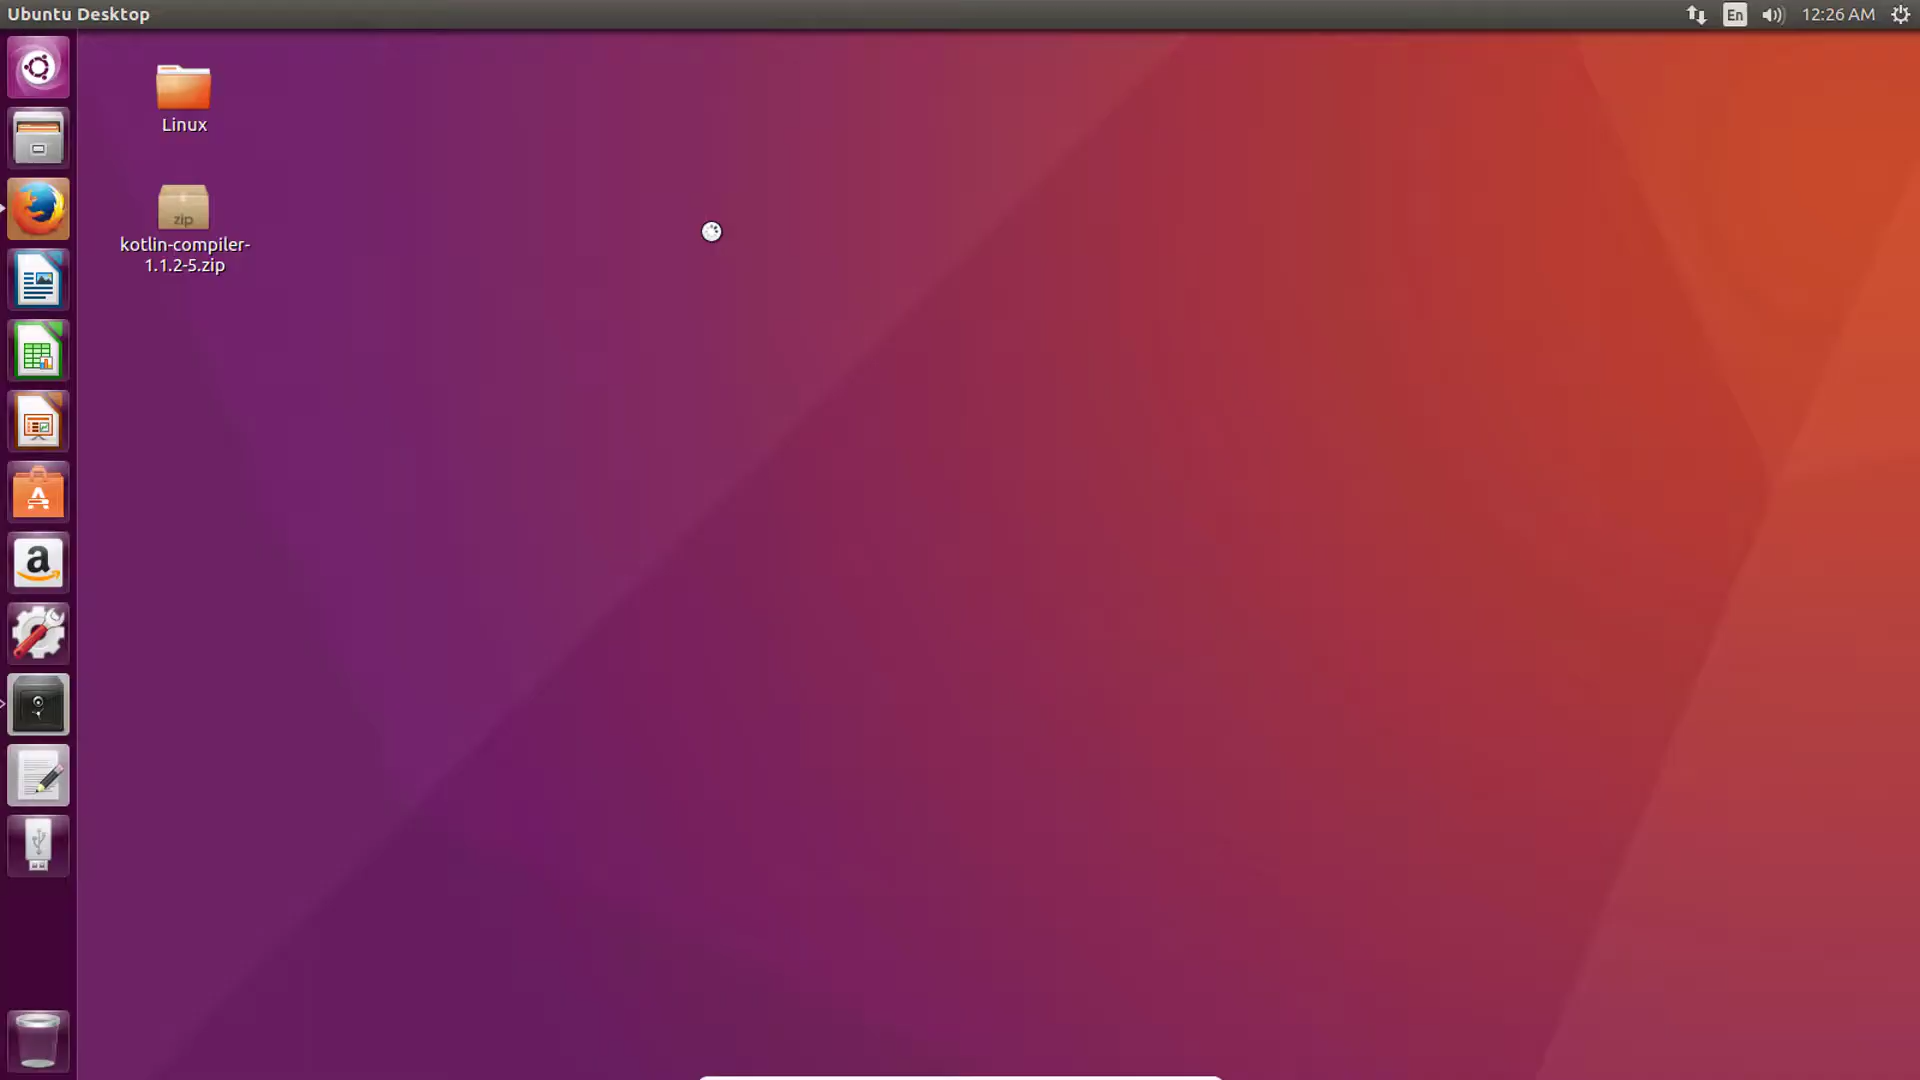 Ubuntu Desktop
En
12:26 AM
Linux
zip
kotlin-compiler-
1.1.2-5.zip
a